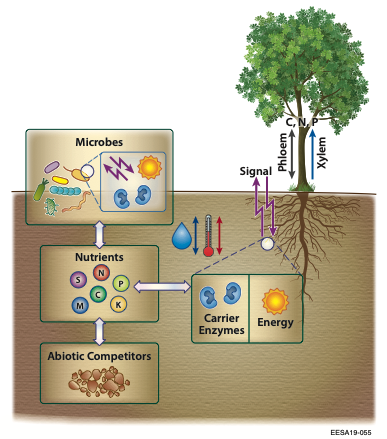 C, N, P
Phloem
Xylem
Microbes
Signal
Nutrients
S
N
P
C
M
K
Carrier
Enzymes
Energy
Abiotic Competitors
EESA19-055